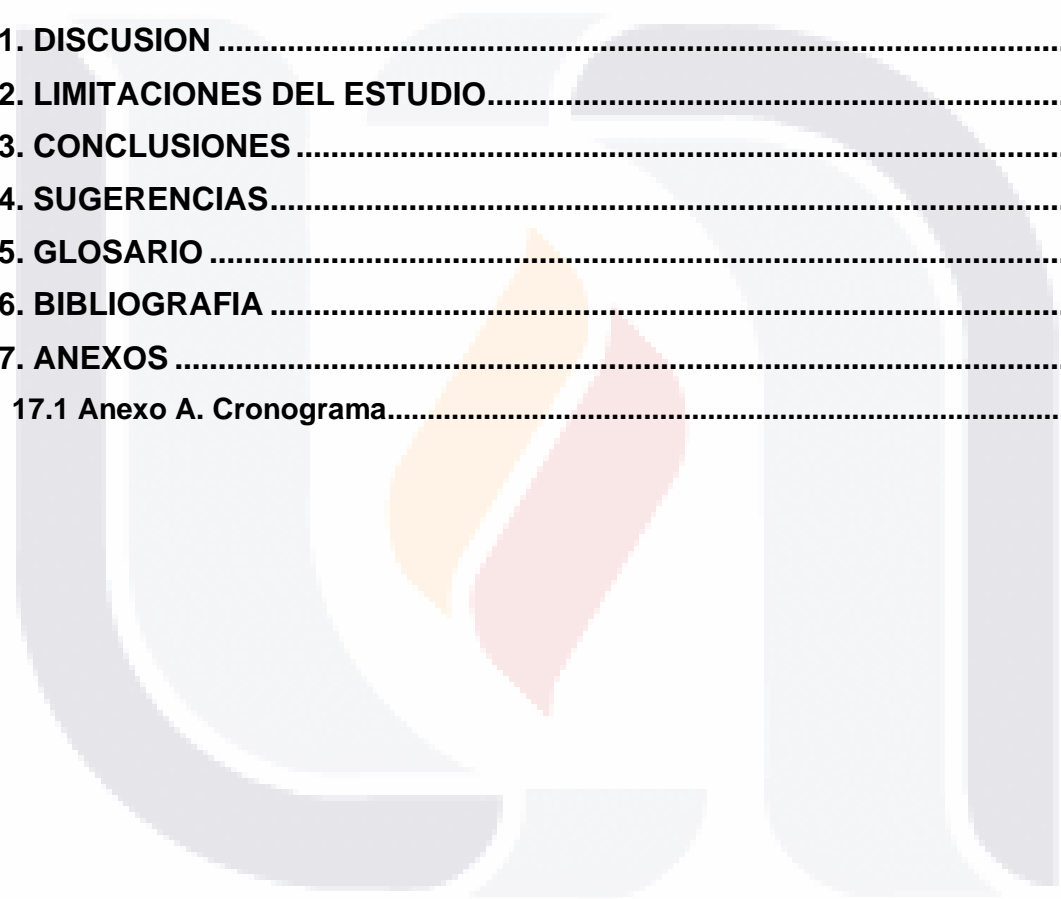 1. DISCUSION ........................................................................................................
2. LIMITACIONES DEL ESTUDIO........................................................................
3. CONCLUSIONES ...............................................................................................
4. SUGERENCIAS..................................................................................................
5. GLOSARIO .........................................................................................................
6. BIBLIOGRAFIA ..................................................................................................
7. ANEXOS .............................................................................................................
17.1 Anexo A. Cronograma...................................................................................